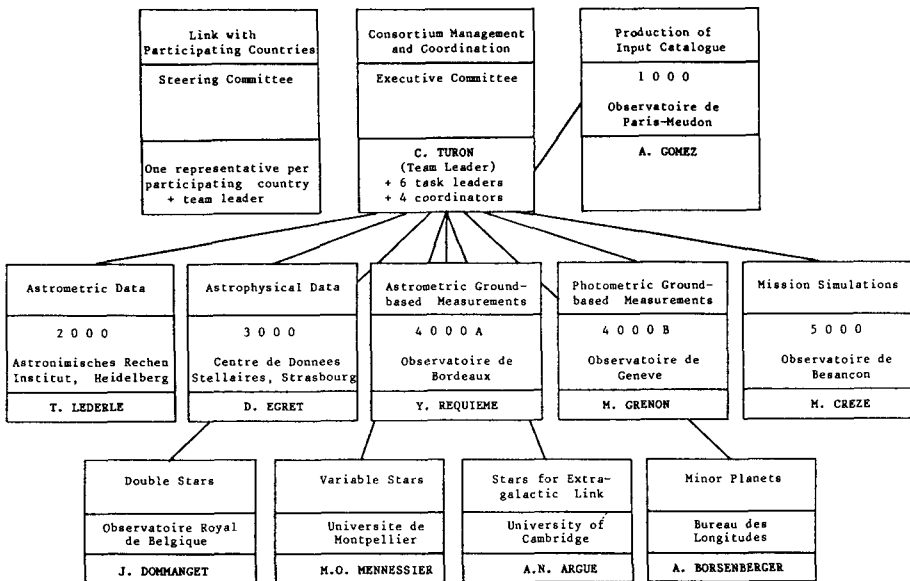 Link with
Participating Countries
Steering Committee
One representative per
participating country
+ team leader
Consortium Management
and Coordination
Executive Committee
C. TURON
(Team Leader)
+ 6 task leaders
+ 4 coordinators
Production of
Input Catalogue
1 0 0 0
Observatoire de
Paris-Meudon
A. GOMEZ
Astrometric Data
2 0 0 0
Astronimisches Rechen
Institut, Heidelberg
T. LEDERLE
Astrophysical Data
3 0 0 0
Centre de Donnees
Stellaires, Strasbourg
D. EGRET
Astrometric Ground-
based Measurements
4 0 0 0 A
Observatoire de
Bordeaux
Y. REQUIEME
Photometric Ground-
based Measurements
4 0 0 0 B
Observatoire de
Geneve
M. GRENON
Mission Simulations
5 0 0 0
Observatoire de
Besançon
M. CREZE
Double Stars
Observatoire Royal
de Belgique
J. DOMMANGET
Variable Stars
Universite de
Montpellier
M.O. MENNESSIER
Stars for Extra-
galactic Link
University of
Cambridge
A.N. ARGUE
Minor Planets
Bureau des
Longitudes
A. BORSENBERGER